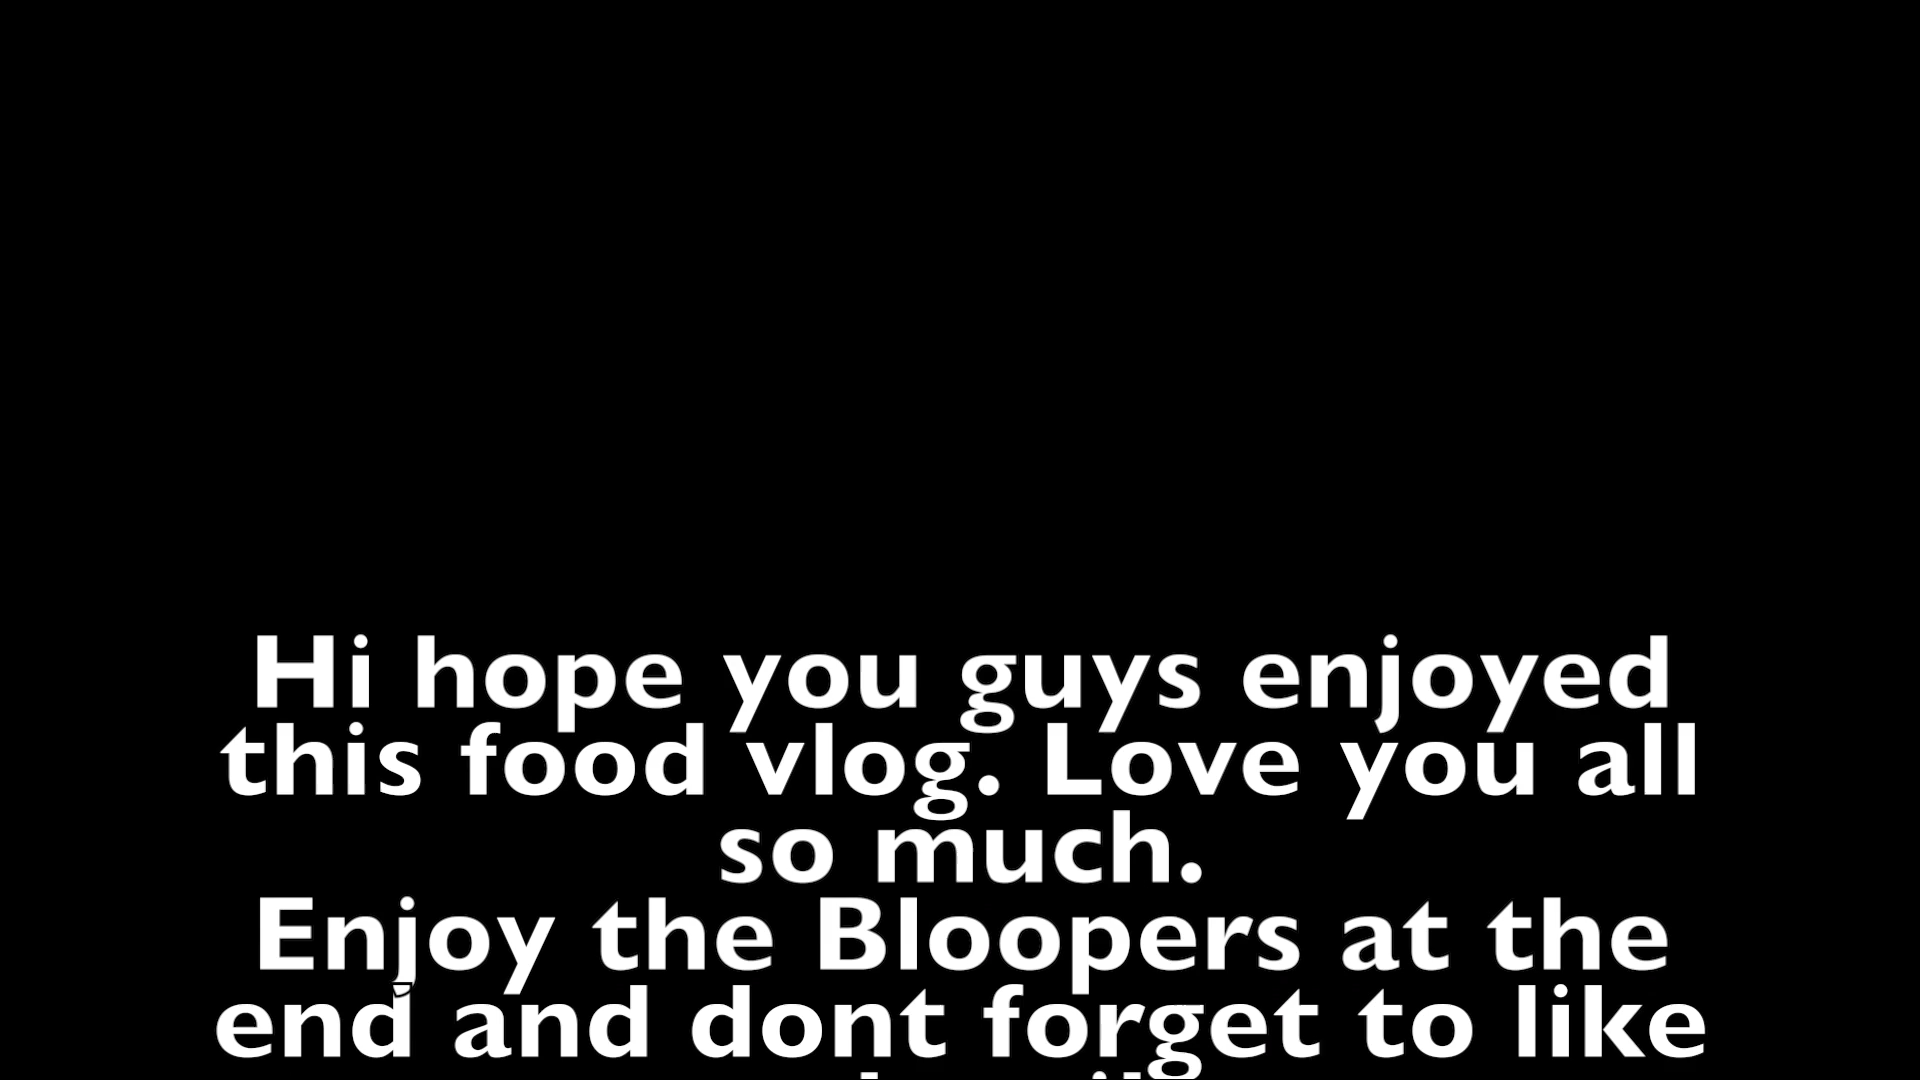 Hi hope you guys enjoyed
this food vlog. Love you all
so much.
Enjoy the Bloopers at the
end and dont forget to like